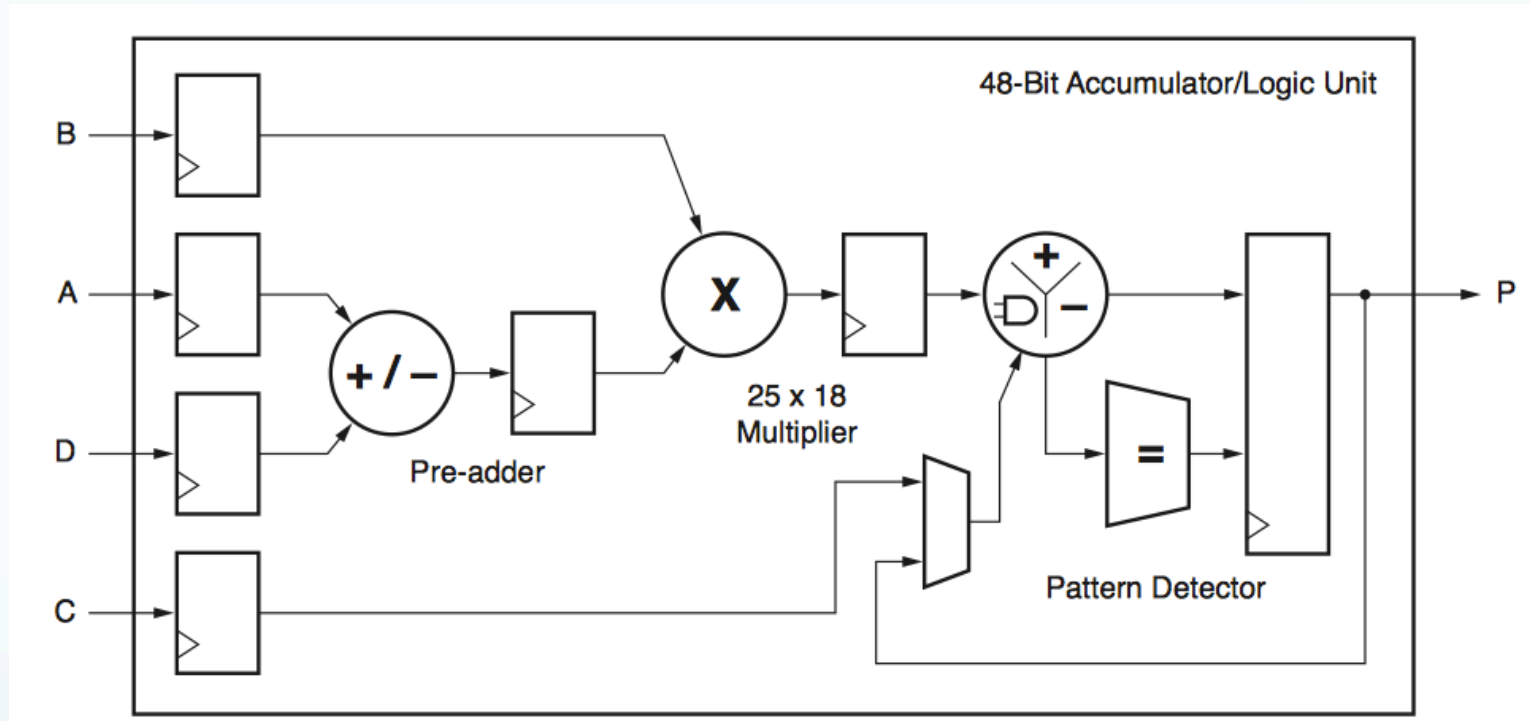 48-Bit Accumulator/Logic Unit
B
A
D
C
+ / −
Pre-adder
X
25 x 18
Multiplier
+
−
=
Pattern Detector
P